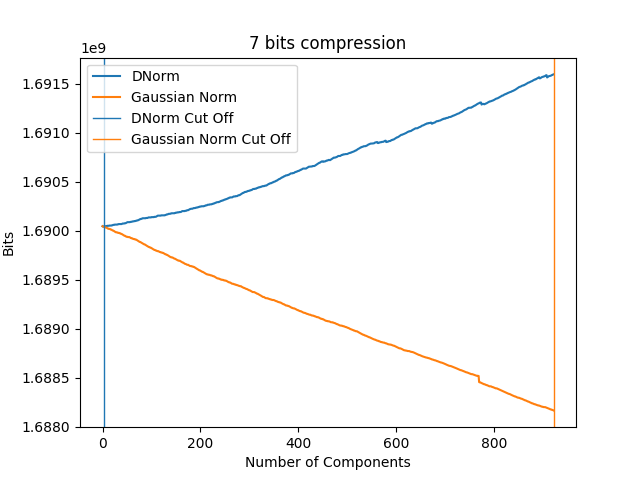 7 bits compression
1e9
1.6915
1.6910
1.6905
1.6900
1.6895
1.6890
1.6885
1.6880
Bits
DNorm
Gaussian Norm
DNorm Cut Off
Gaussian Norm Cut Off
0 200 400 600 800
Number of Components